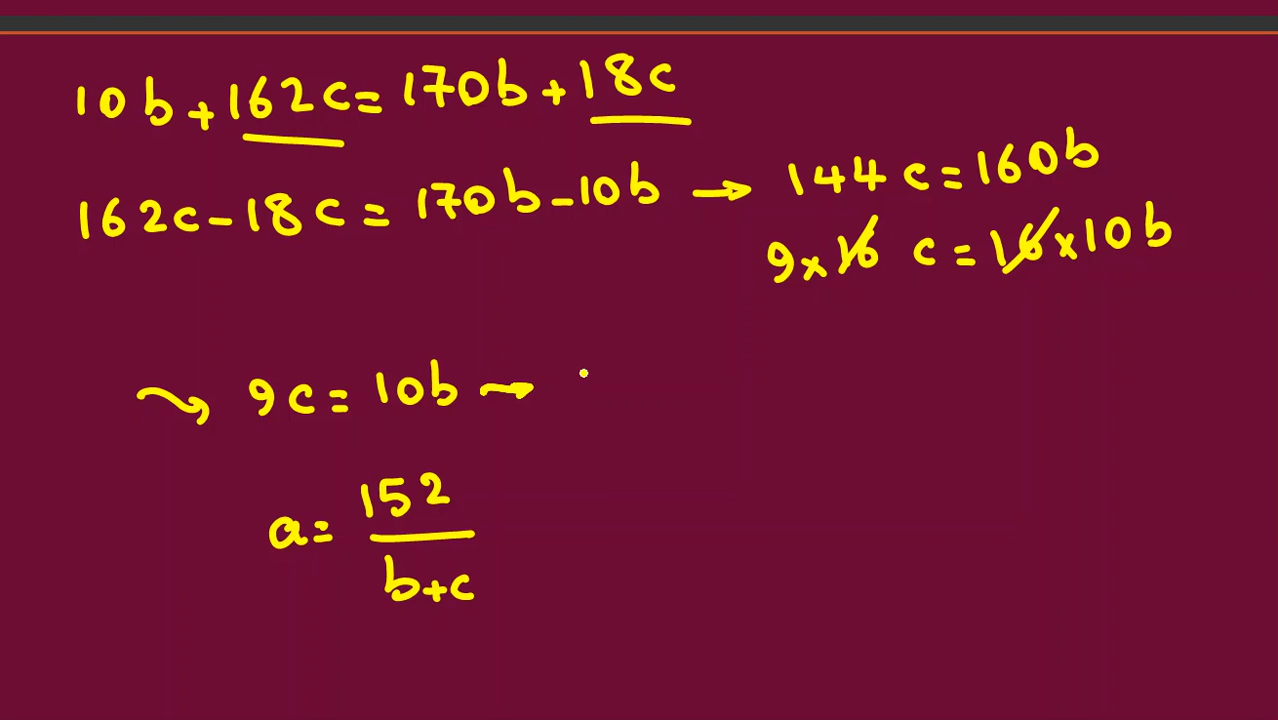 10b+162c=170b+18c
162c-18c=170b-10b → 144c=160b
9×16 c=16×10b
9c=10b →
a=152/b+c